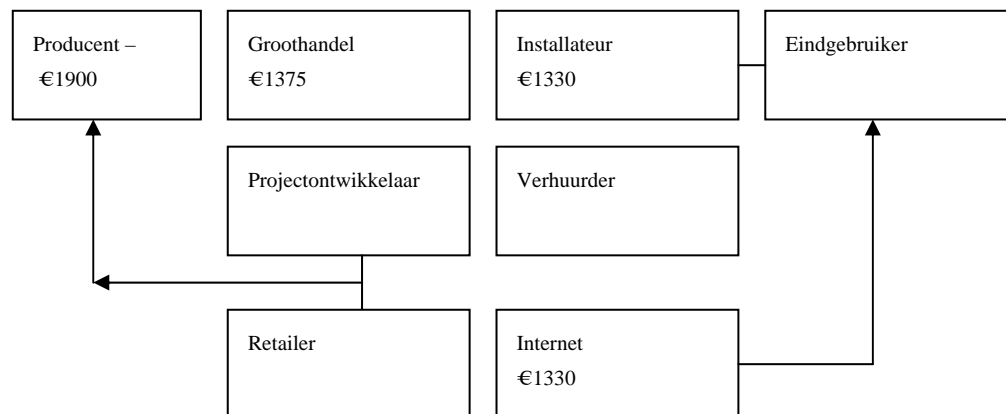 Producent –
€1900
Groothandel
€1375
Installateur
€1330
Eindgebruiker
Projectontwikkelaar
Verhuurder
Retailer
Internet
€1330